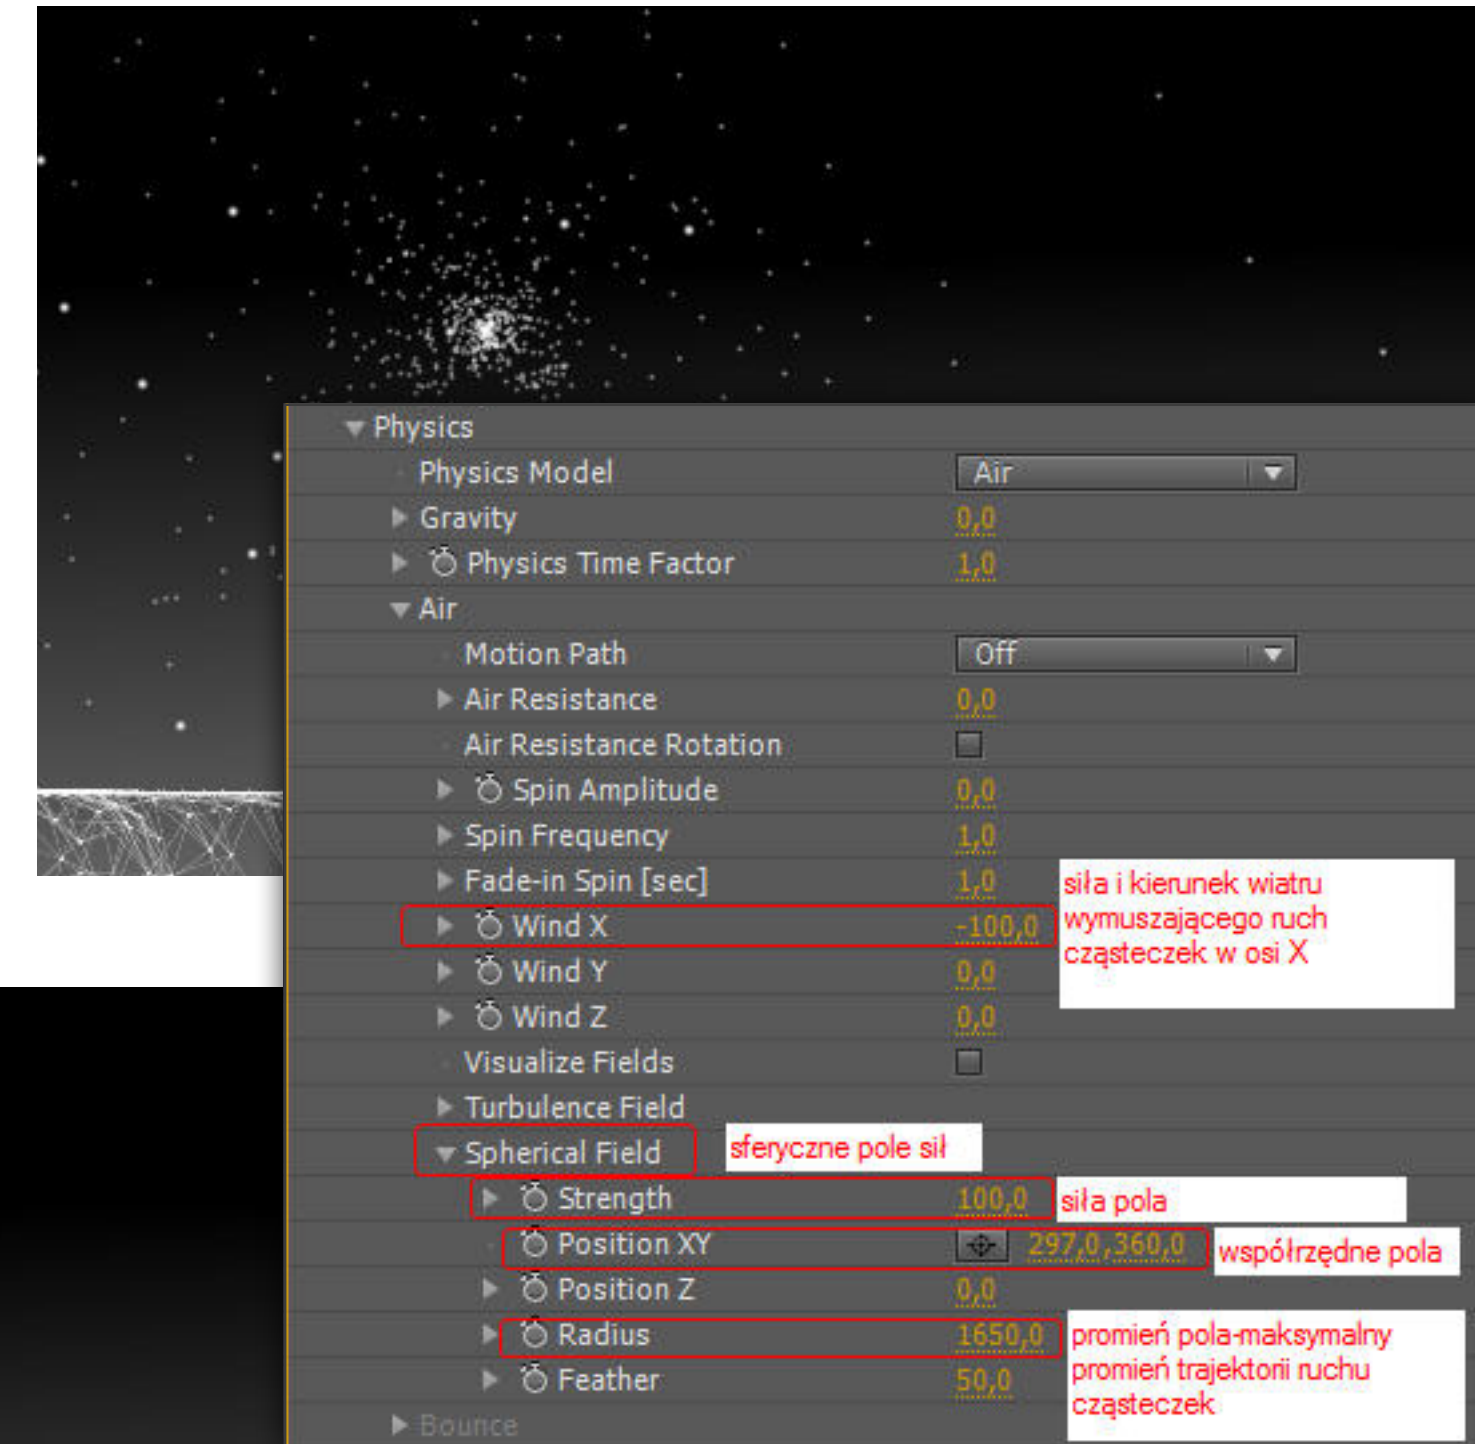 Physics
Physics Model Air
Gravity 0,0
Physics Time Factor 1,0
Air
Motion Path Off
Air Resistance 0,0
Air Resistance Rotation
Spin Amplitude 0,0
Spin Frequency 1,0
Fade-in Spin [sec] 1,0
siła i kierunek wiatru
wymuszającego ruch
cząsteczek w osi X
Wind X -100,0
Wind Y 0,0
Wind Z 0,0
Visualize Fields
Turbulence Field
Spherical Field sferyczne pole sił
Strength 100,0 siła pola
Position XY 297,0,360,0 współrzędne pola
Position Z 0,0
Radius 1650,0
promień pola-maksymalny
promień trajektorii ruchu
cząsteczek
Feather 50,0
Bounce